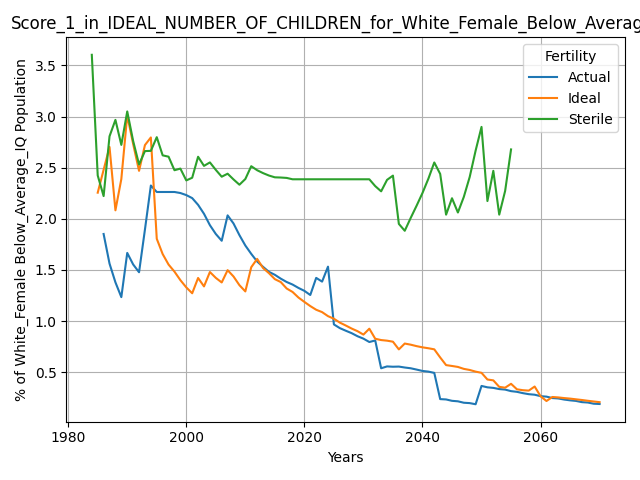 Score_1_in_IDEAL_NUMBER_OF_CHILDREN_for_White_Female_Below_Averag
% of White_Female Below_Average_IQ Population
3.5
3.0
2.5
2.0
1.5
1.0
0.5
Fertility
Actual
Ideal
Sterile
1980
2000
2020
2040
2060
Years